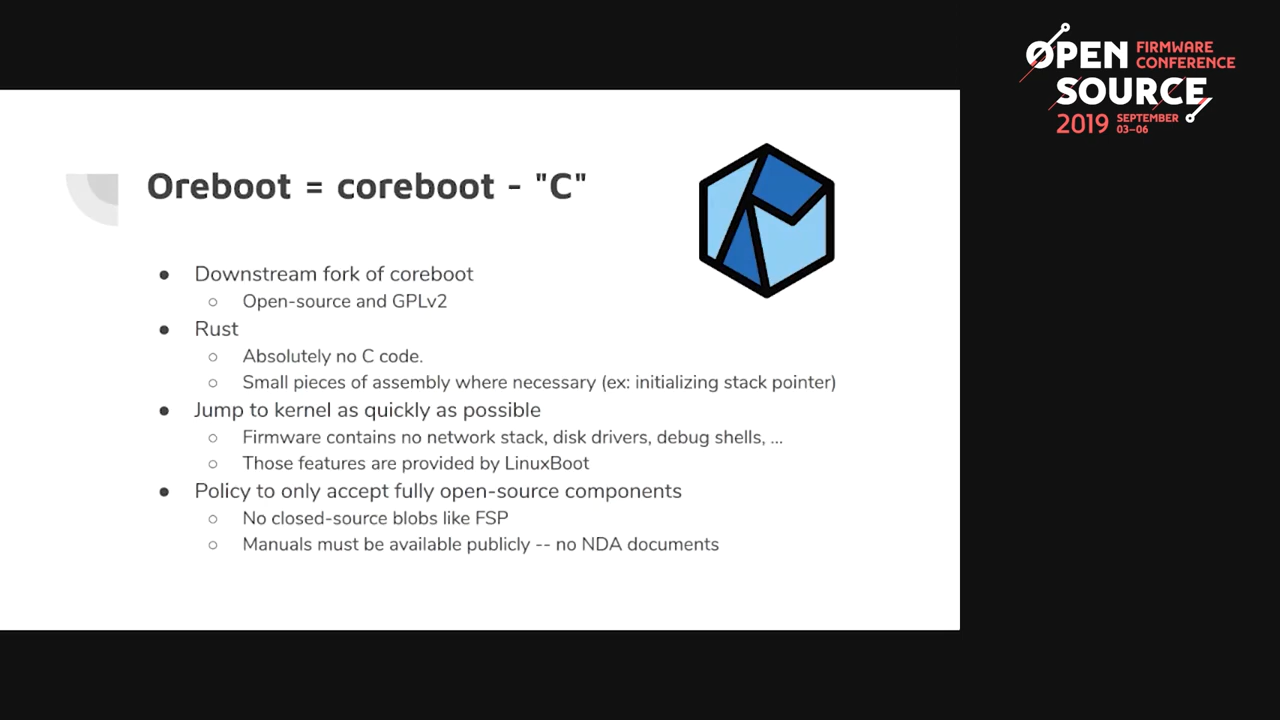 OPEN FIRMWARE
CONFERENCE
SOURCE
2019 SEPTEMBER
03–06
Oreboot = coreboot - "C"
● Downstream fork of coreboot
○ Open-source and GPLv2
● Rust
○ Absolutely no C code.
○ Small pieces of assembly where necessary (ex: initializing stack pointer)
● Jump to kernel as quickly as possible
○ Firmware contains no network stack, disk drivers, debug shells, ...
○ Those features are provided by LinuxBoot
● Policy to only accept fully open-source components
○ No closed-source blobs like FSP
○ Manuals must be available publicly -- no NDA documents